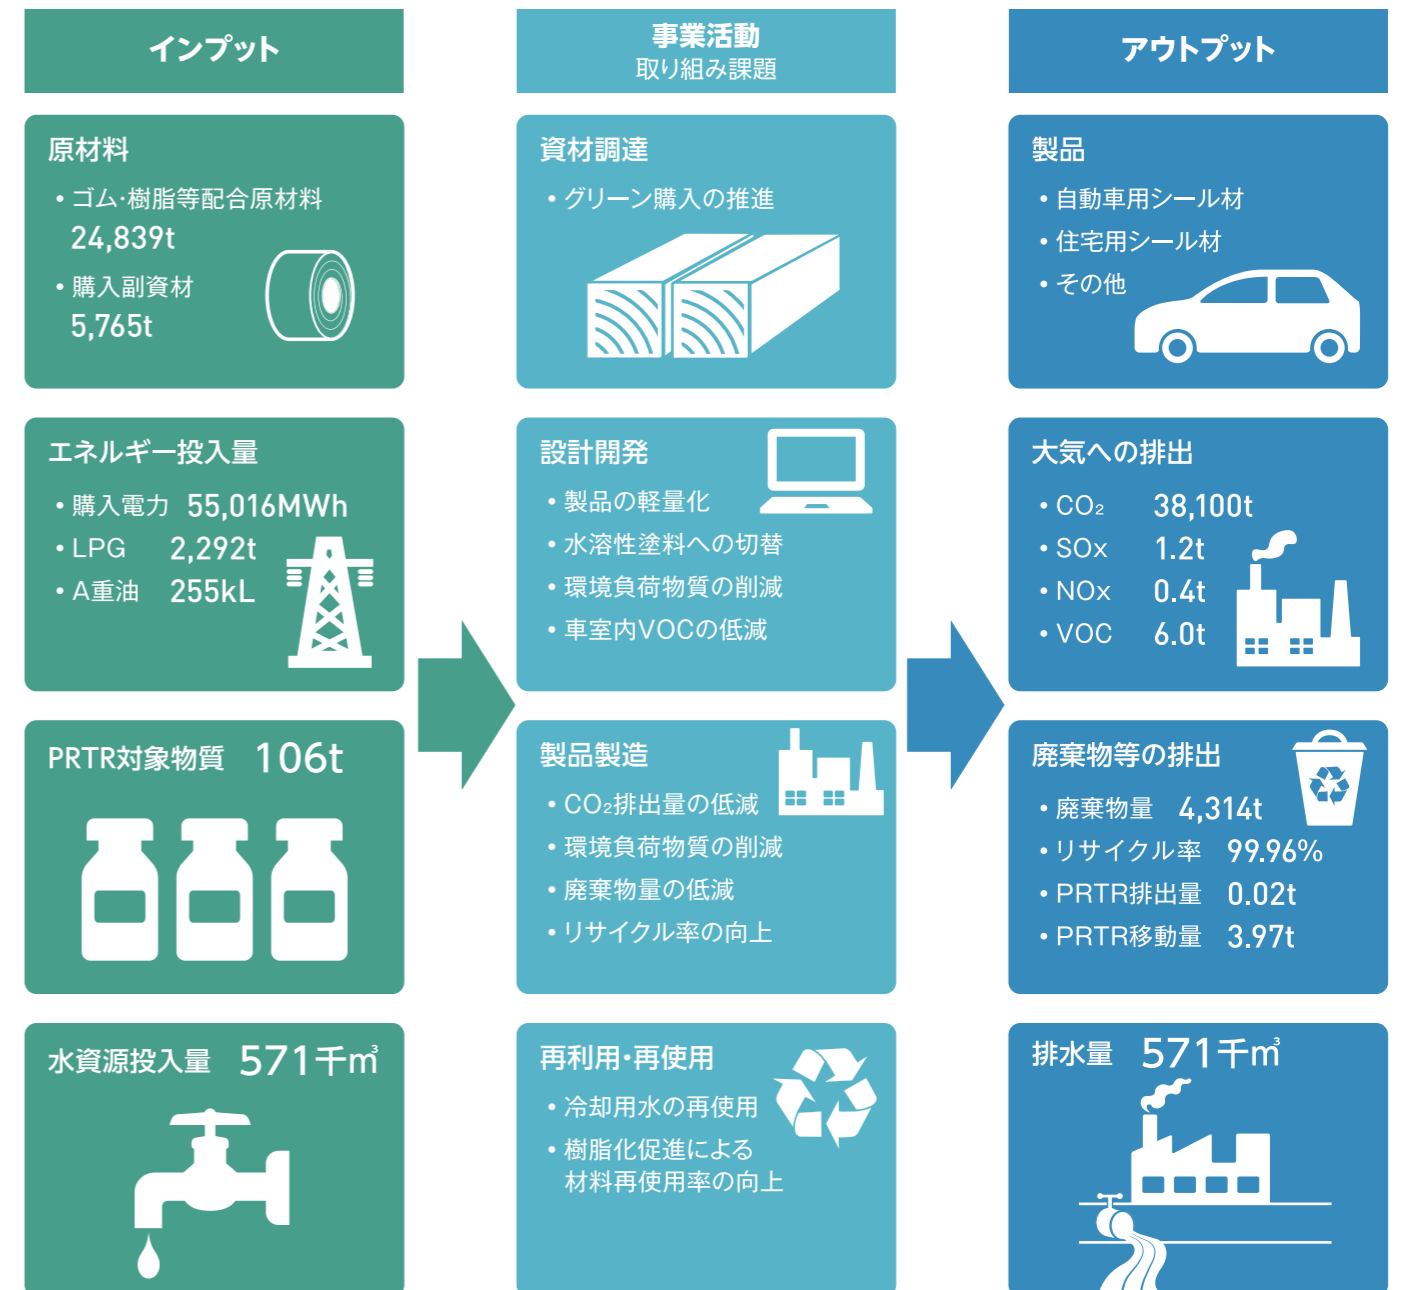 インプット
原材料
・ゴム・樹脂等配合原材料
24,839t
・購入副資材
5,765t
エネルギー投入量
・購入電力 55,016MWh
・LPG 2,292t
・A重油 255kL
PRTR対象物質 106t
水資源投入量 571千㎥
事業活動
取り組み課題
資材調達
・グリーン購入の推進
設計開発
・製品の軽量化
・水溶性塗料への切替
・環境負荷物質の削減
・車室内VOCの低減
製品製造
・CO₂排出量の低減
・環境負荷物質の削減
・廃棄物量の低減
・リサイクル率の向上
再利用・再使用
・冷却用水の再使用
・樹脂化促進による
材料再使用率の向上
アウトプット
製品
・自動車用シール材
・住宅用シール材
・その他
大気への排出
・CO₂ 38,100t
・SOx 1.2t
・NOx 0.4t
・VOC 6.0t
廃棄物等の排出
・廃棄物量 4,314t
・リサイクル率 99.96%
・PRTR排出量 0.02t
・PRTR移動量 3.97t
排水量 571千㎥